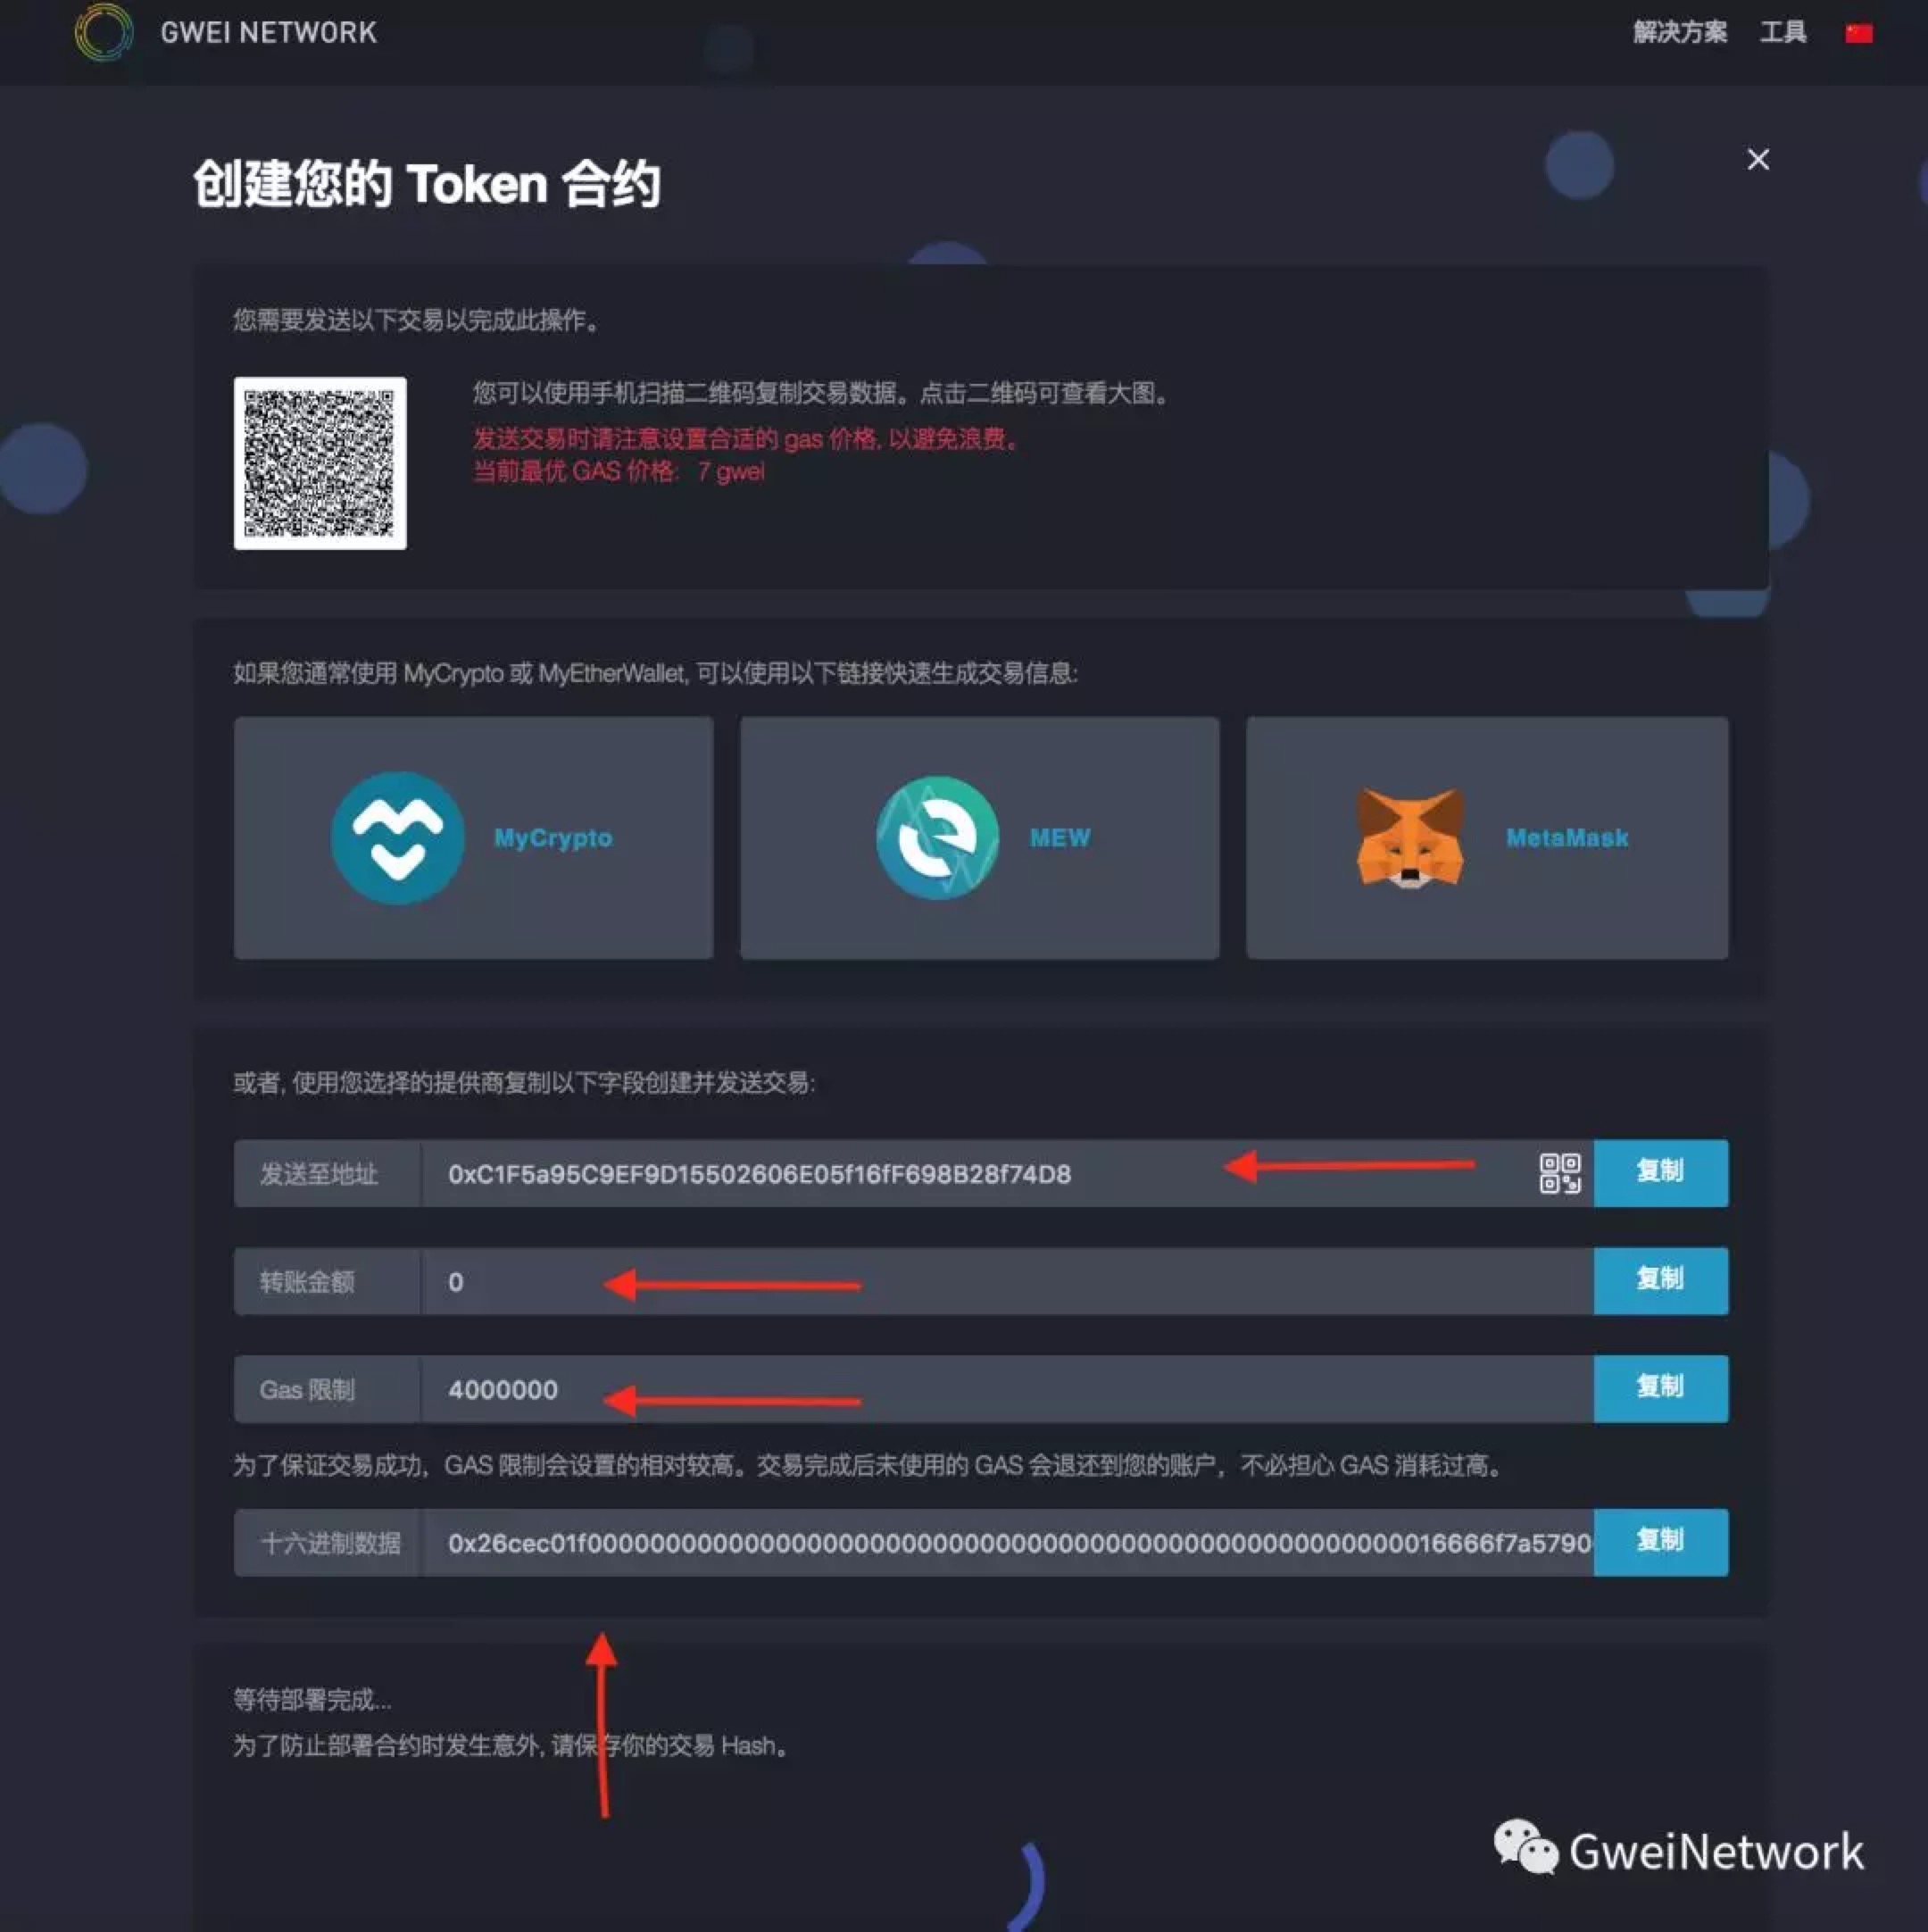 GWEI NETWORK
解决方案 工具
创建您的 Token 合约
您需要发送以下交易以完成此操作。
您可以使用手机扫描二维码复制交易数据。点击二维码可查看大图。
发送交易时请注意设置合适的 gas 价格, 以避免浪费。
当前最优 GAS 价格: 7 gwei
如果您通常使用 MyCrypto 或 MyEtherWallet, 可以使用以下链接快速生成交易信息:
MyCrypto
MEW
MetaMask
或者, 使用您选择的提供商复制以下字段创建并发送交易:
发送至地址 0xC1F5a95C9EF9D15502606E05f16fF698B28f74D8 复制
转账金额 0 复制
Gas 限制 4000000 复制
为了保证交易成功，GAS 限制会设置的相对较高。交易完成后未使用的 GAS 会退还到您的账户，不必担心 GAS 消耗过高。
十六进制数据 复制
等待部署完成...
为了防止部署合约时发生意外, 请保存你的交易 Hash。
GweiNetwork